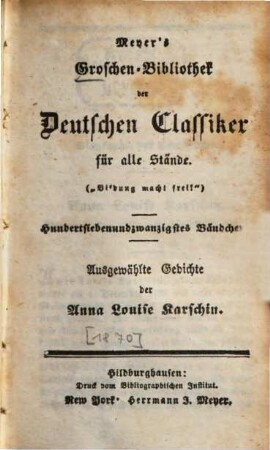 Meyer's
Groschen-Bibliothek
der
Deutschen Classiker
für alle Stände.
(„Bildung macht frei!“)
Hundertsiebenundzwanzigstes Bändche
Ausgewählte Gedichte
der
Anna Louise Karschin.
[1870]
Hildburghausen:
Druck vom Bibliographischen Institut.
New York. Herrmann J. Meyer.